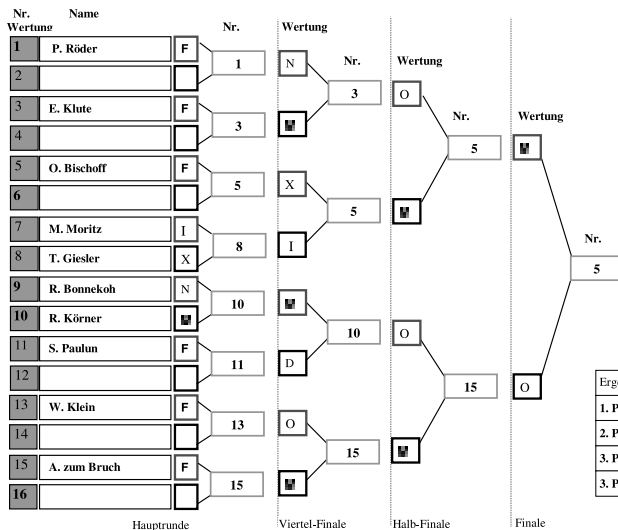 Nr. Name
Wertung Nr. Wertung
1 P. Röder F 1 N Nr. Wertung
2 3 O
3 E. Klute F 3 Nr. Wertung
4 5
5 O. Bischoff F 5 X
6 5
7 M. Moritz I 8 I Nr.
8 T. Giesler X 5
9 R. Bonnekoh N 10
10 R. Körner 10 O
11 S. Paulun F 11 D
12 15 O
13 W. Klein F 13 O
14 15
15 A. zum Bruch F 15
16
Erge
1. P
2. P
3. P
3. P
Hauptrunde Viertel-Finale Halb-Finale Finale